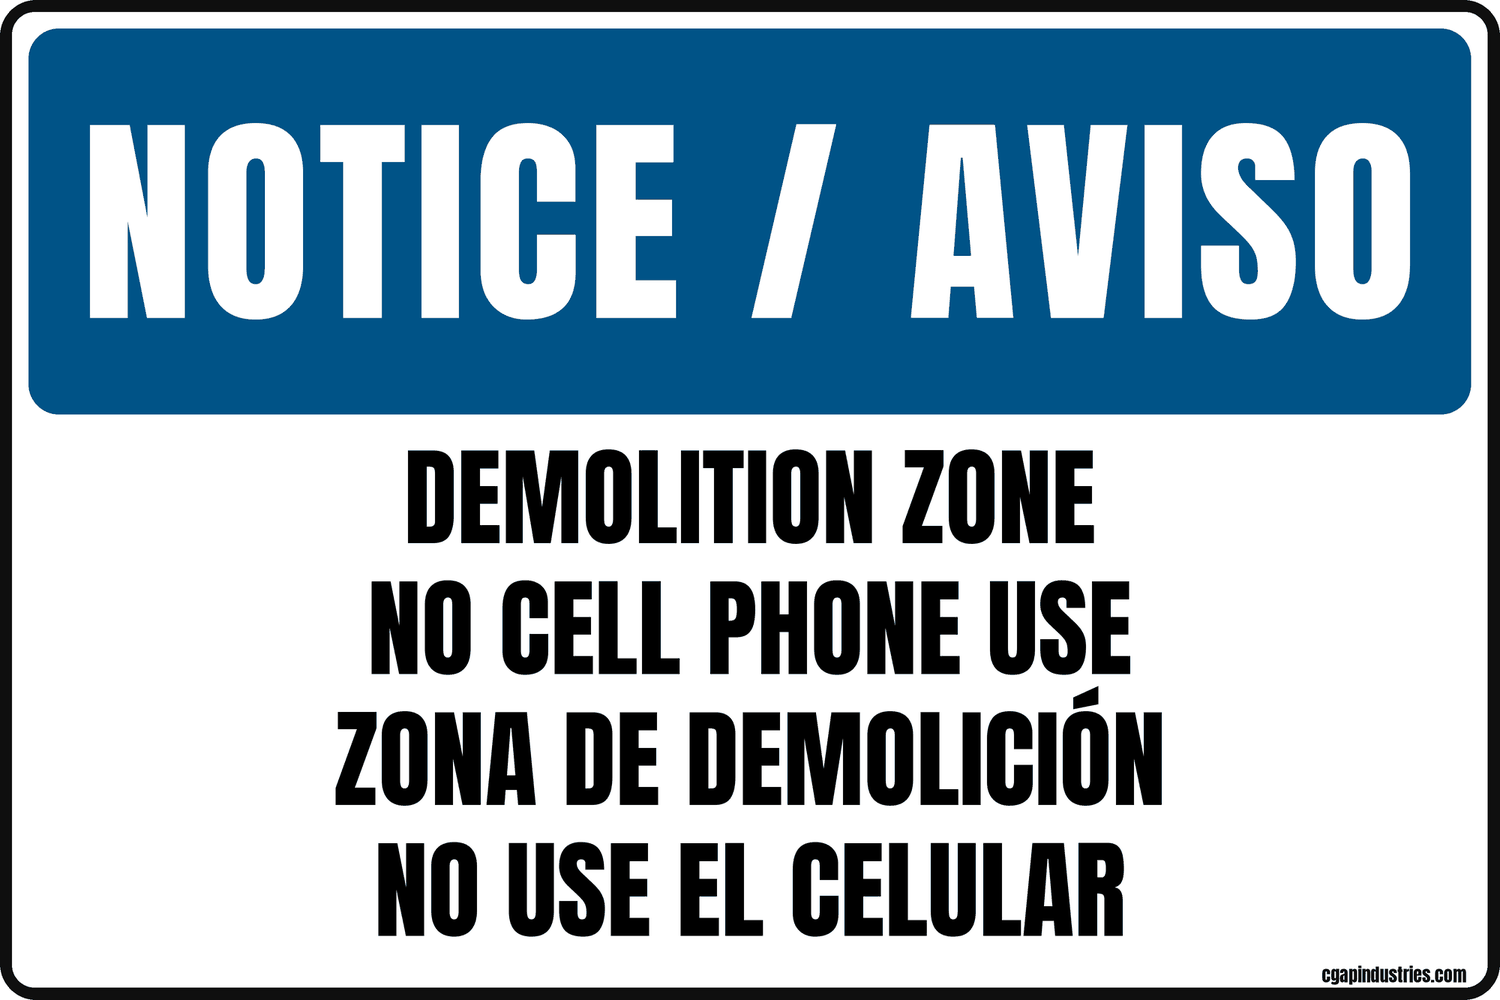 NOTICE / AVISO
DEMOLITION ZONE
NO CELL PHONE USE
ZONA DE DEMOLICIÓN
NO USE EL CELULAR
cgapindustries.com